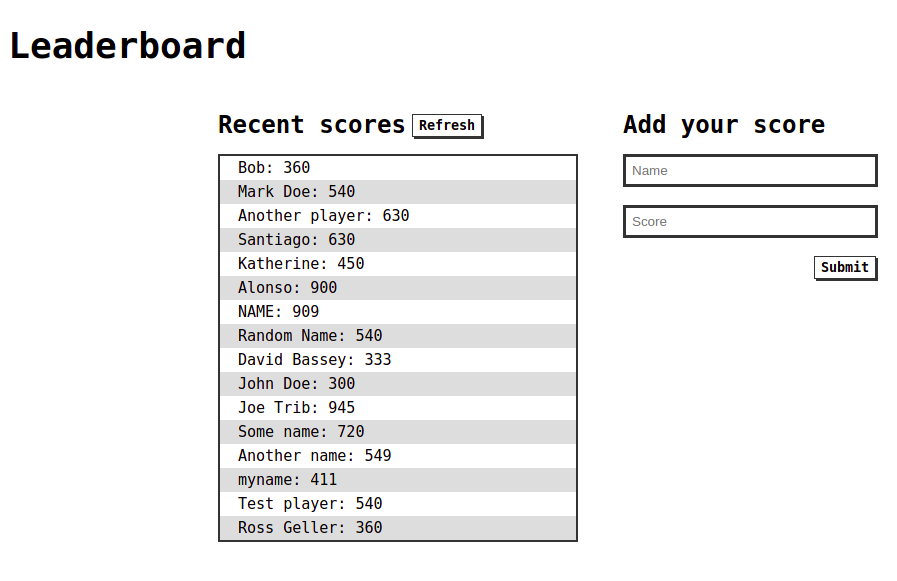 Leaderboard
Recent scores Refresh
Bob: 360
Mark Doe: 540
Another player: 630
Santiago: 630
Katherine: 450
Alonso: 900
NAME: 909
Random Name: 540
David Bassey: 333
John Doe: 300
Joe Trib: 945
Some name: 720
Another name: 549
myname: 411
Test player: 540
Ross Geller: 360
Add your score
Name
Score
Submit